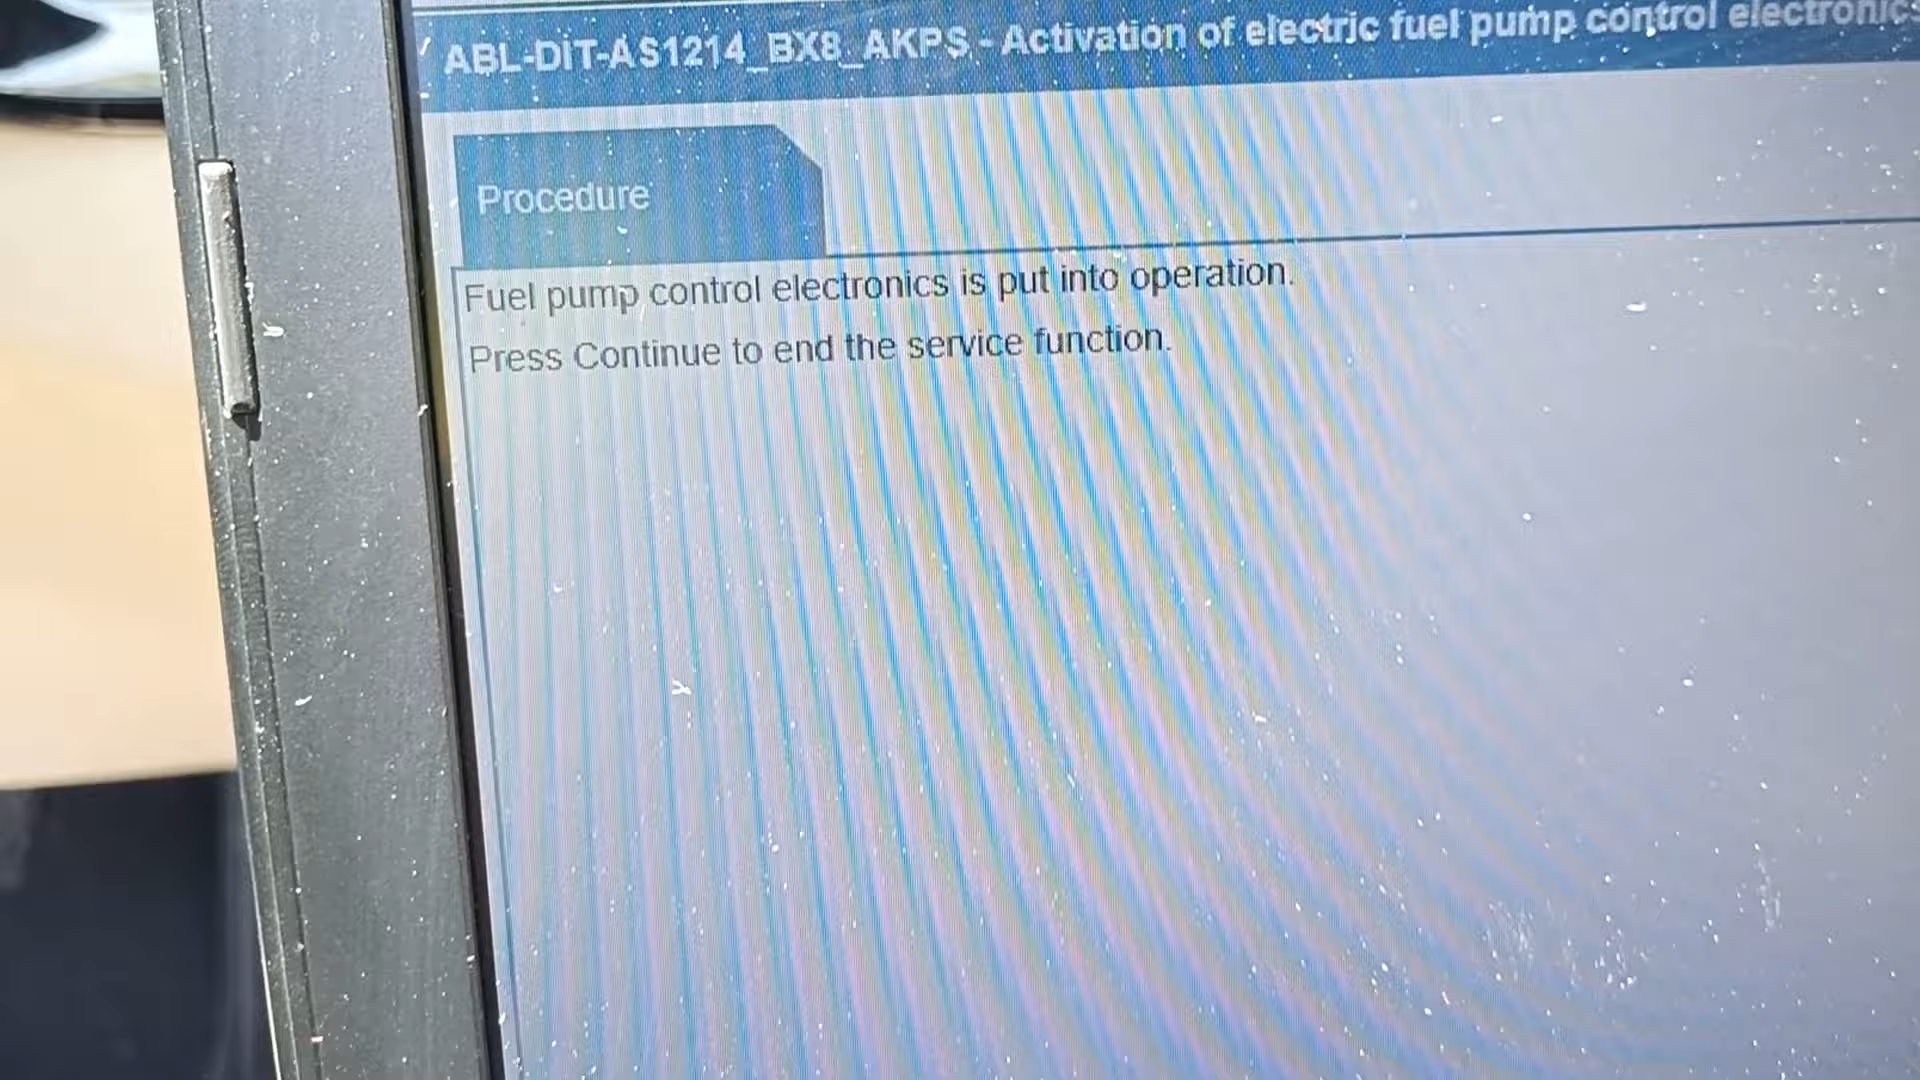 ABL-DIT-AS1214_BX8_AKPS - Activation of electric fuel pump control electronics
Procedure
Fuel pump control electronics is put into operation.
Press Continue to end the service function.